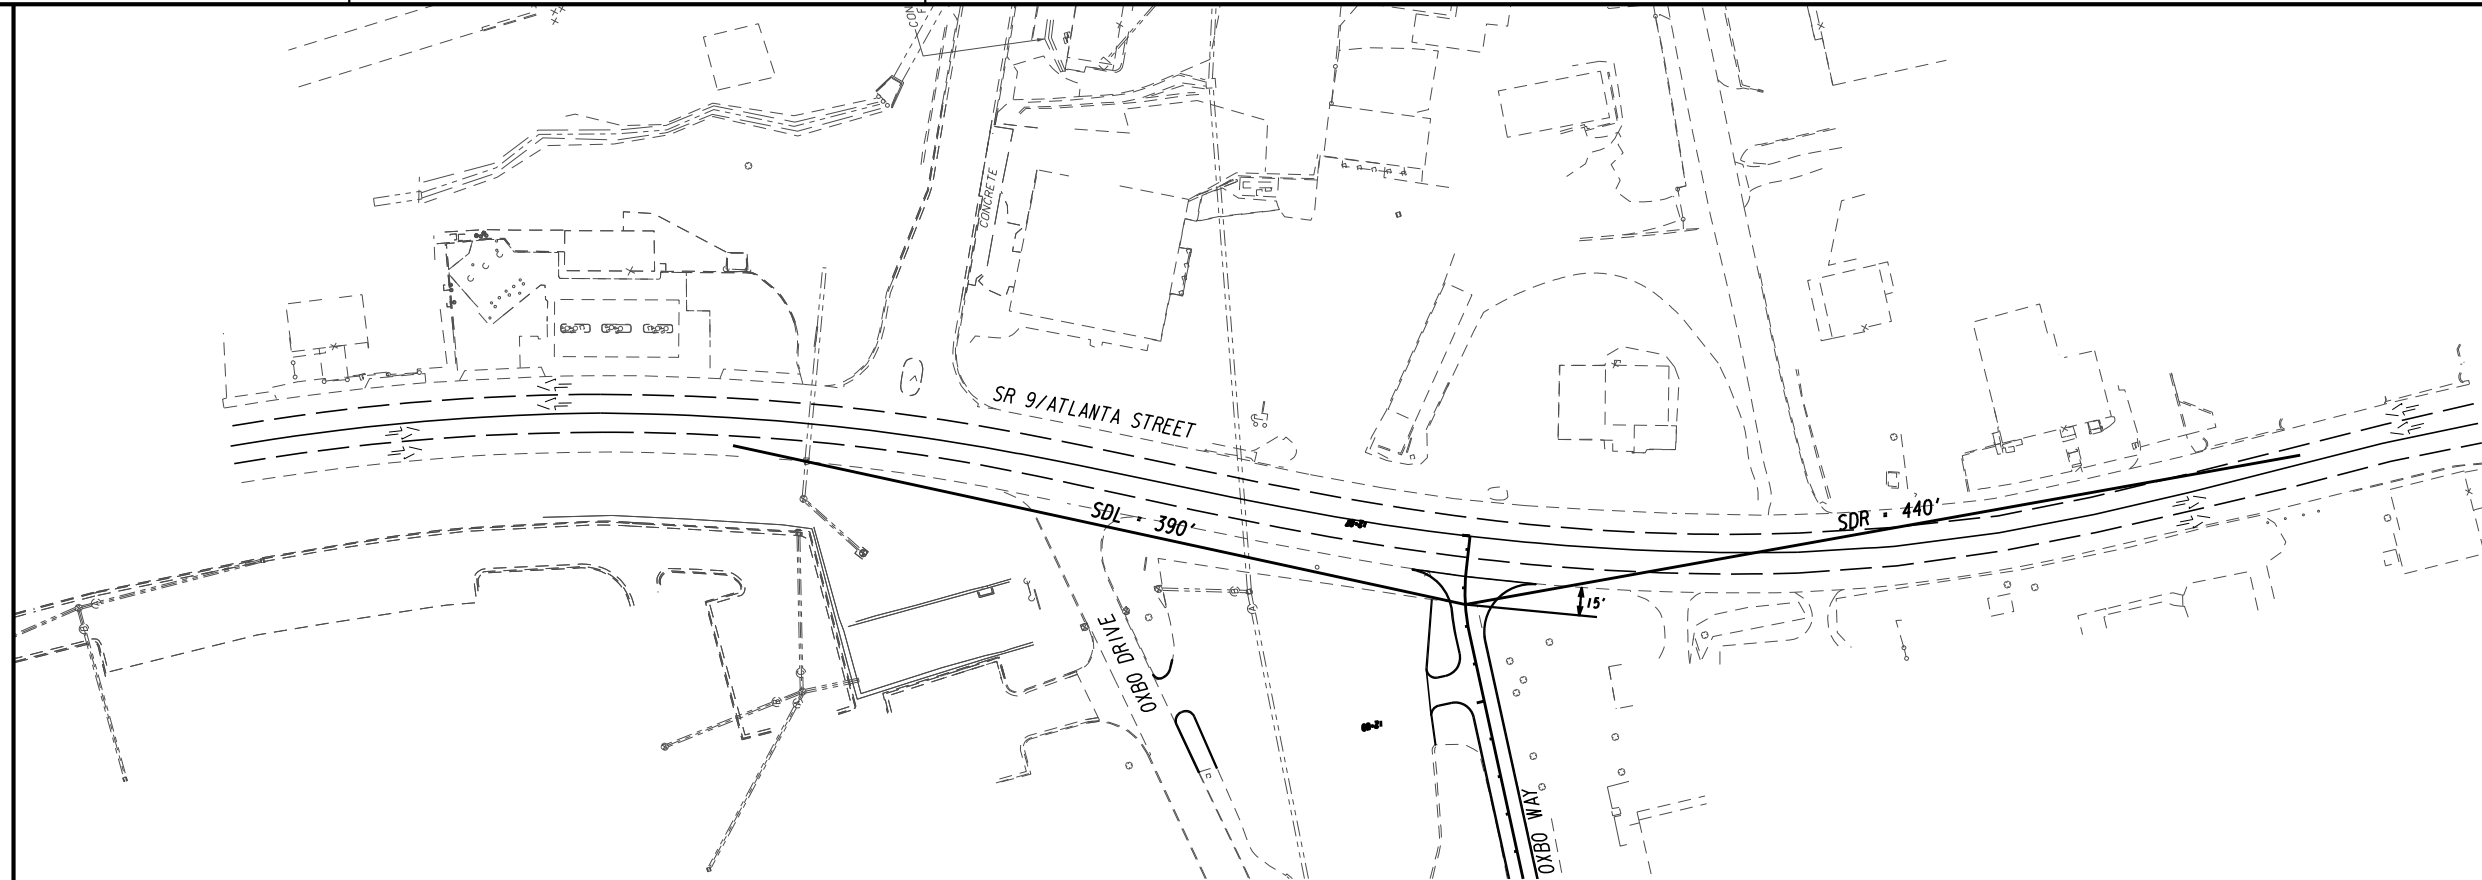 CONCRETE
SR 9/ATLANTA STREET
SDL = 390'
SDR = 440'
15'
OXBO DRIVE
OXBO WAY